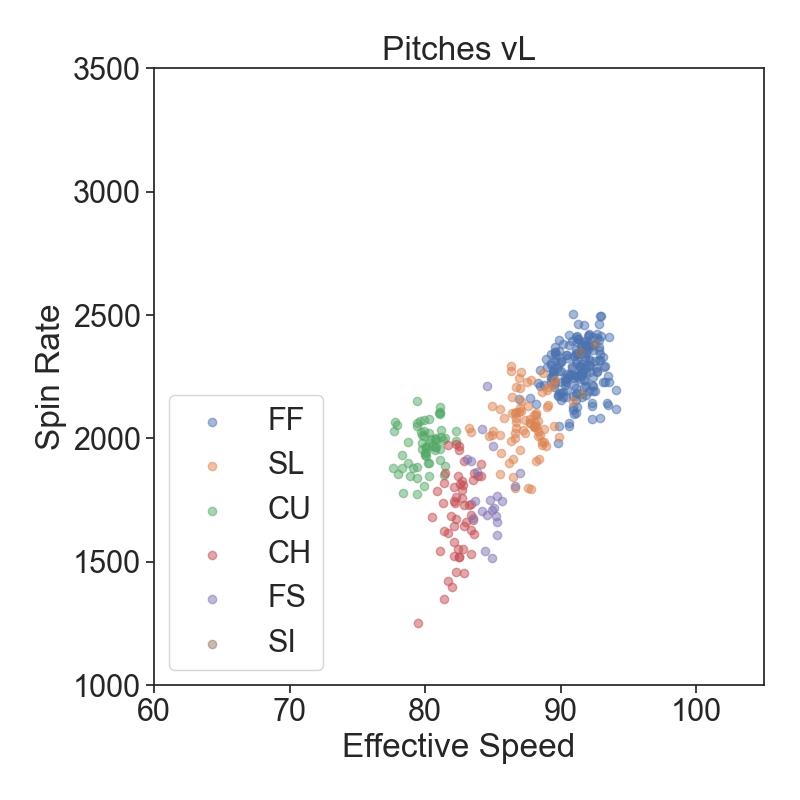 Pitches vL
3500
3000
2500
2000
1500
1000
Spin Rate
FF
SL
CU
CH
FS
SI
60 70 80 90 100
Effective Speed